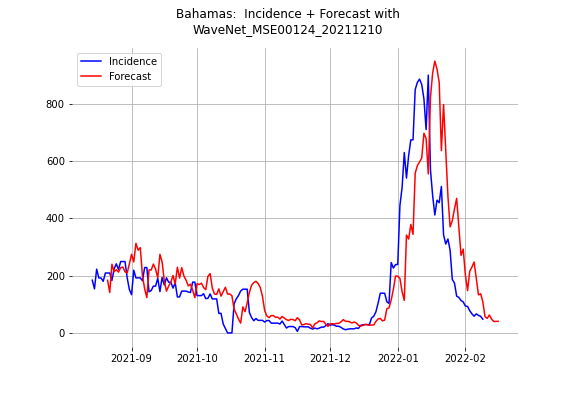 Bahamas:  Incidence + Forecast with
WaveNet_MSE00124_20211210
Incidence
Forecast
800
600
400
200
0
2021-09 2021-10 2021-11 2021-12 2022-01 2022-02